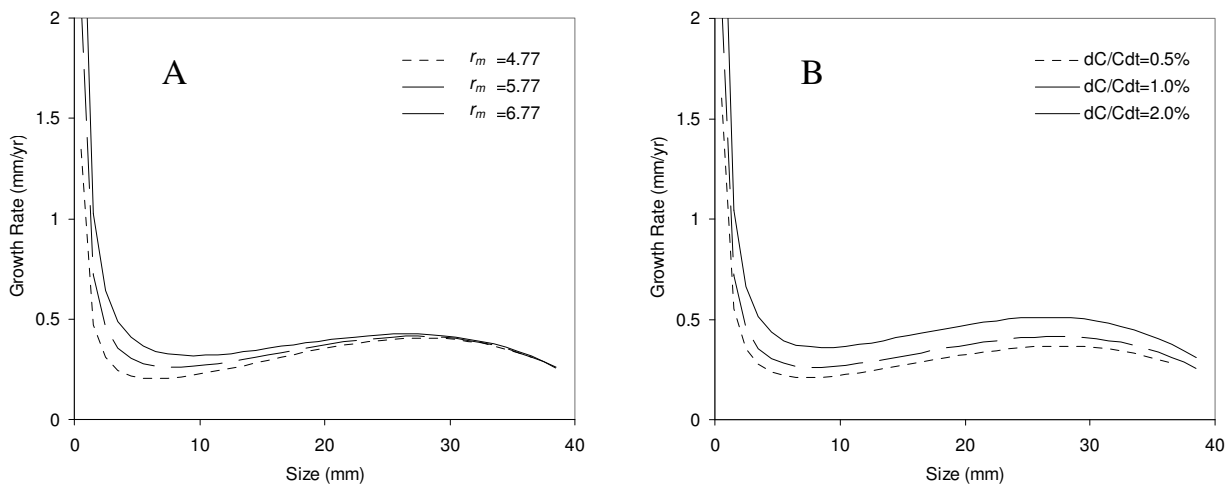 A
r_m =4.77
r_m =5.77
r_m =6.77
2
1.5
1
0.5
0
Growth Rate (mm/yr)
0 10 20 30 40
Size (mm)
B
dC/Cdt=0.5%
dC/Cdt=1.0%
dC/Cdt=2.0%
2
1.5
1
0.5
0
Growth Rate (mm/yr)
0 10 20 30 40
Size (mm)